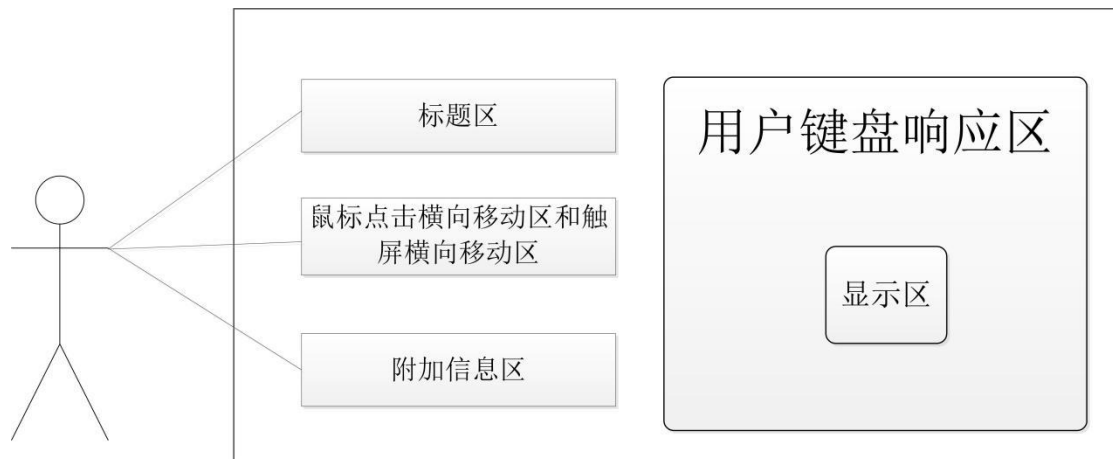 标题区
鼠标点击横向移动区和触
屏横向移动区
附加信息区
用户键盘响应区
显示区